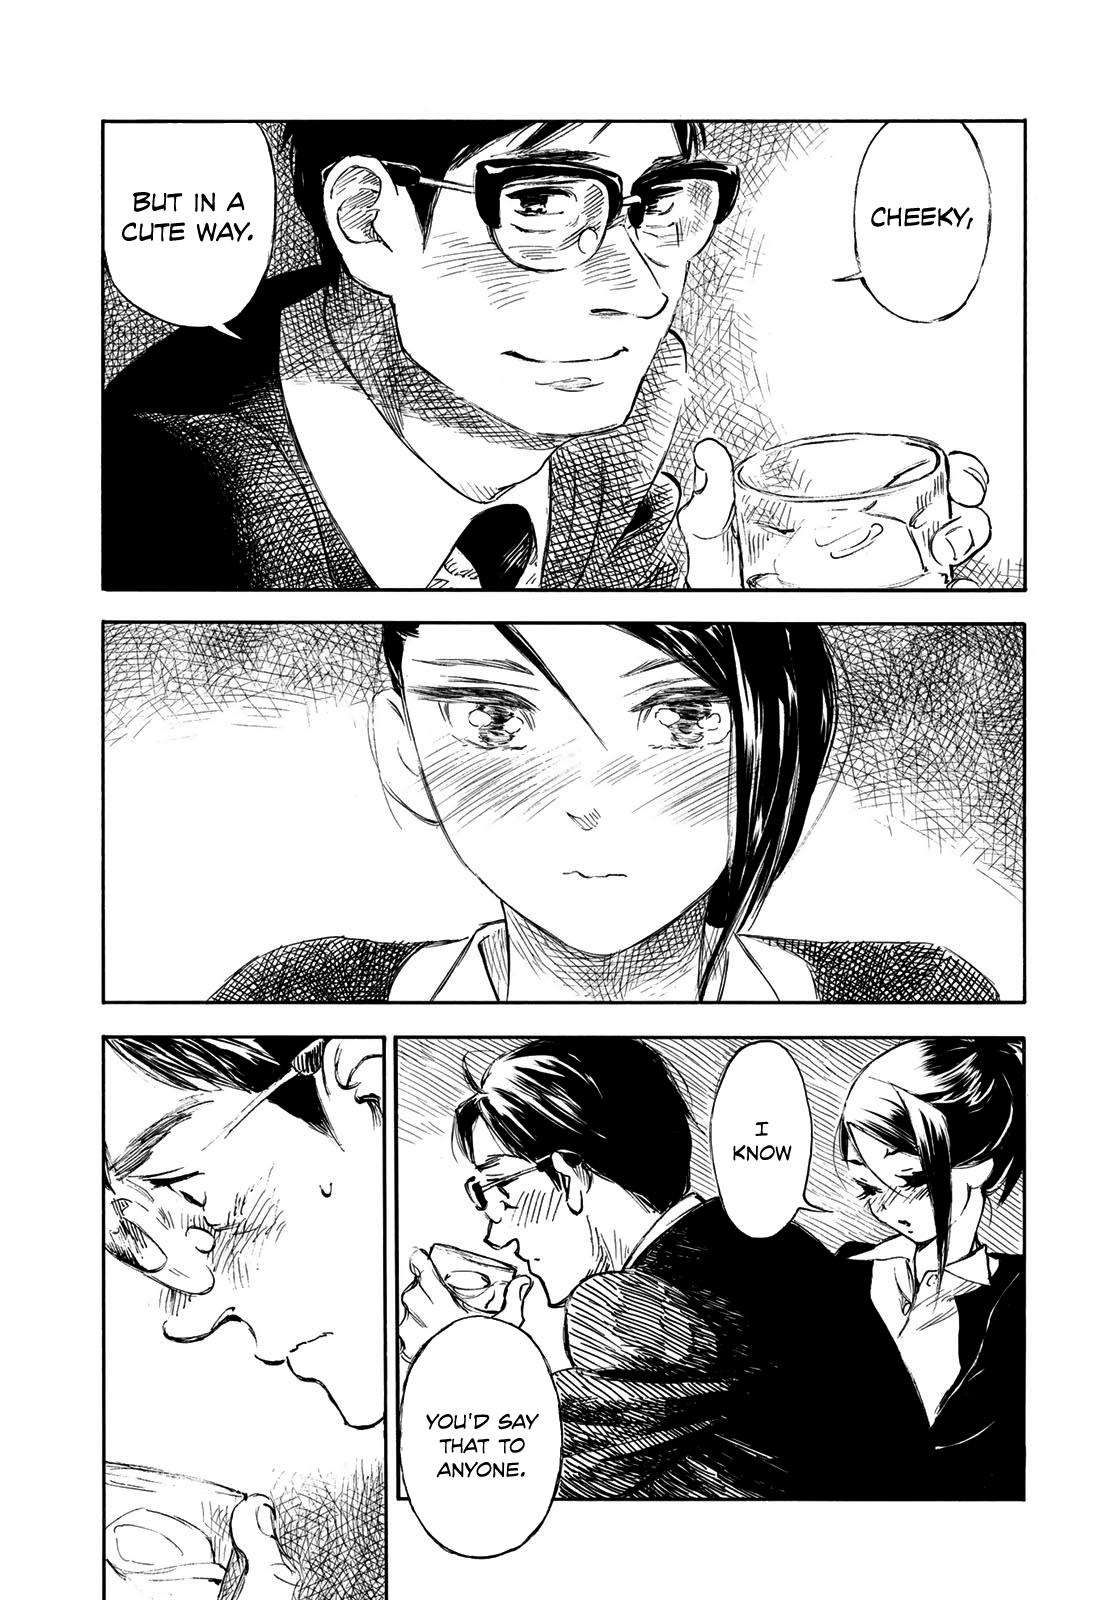 CHEEKY,
BUT IN A
CUTE WAY.
I
KNOW
YOU'D SAY
THAT TO
ANYONE.